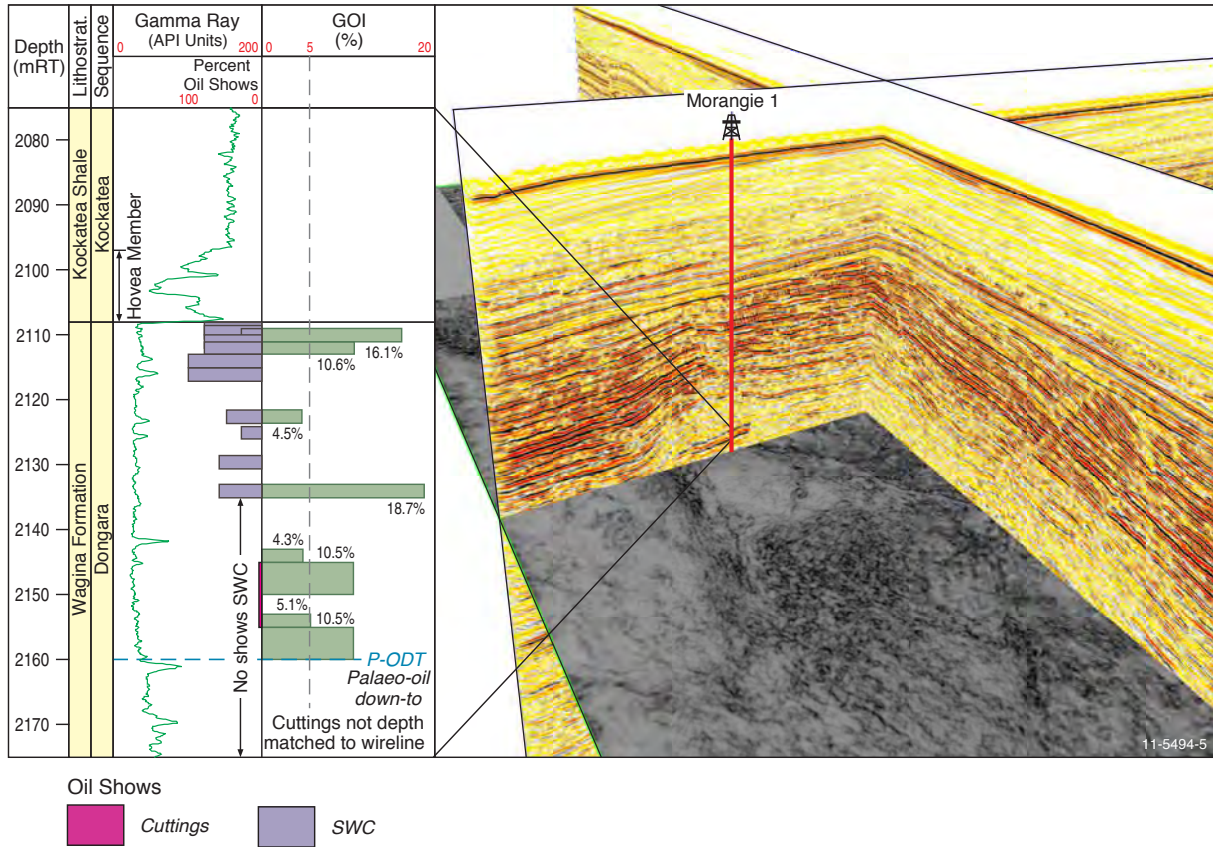 Depth
(mRT)
Lithostrat.
Sequence
Gamma Ray
(API Units)
0
200
Percent
Oil Shows
100
0
GOI
(%)
0
5
20
2080
2090
2100
2110
2120
2130
2140
2150
2160
2170
Kockatea Shale
Kockatea
Hovea Member
Wagina Formation
Dongara
16.1%
10.6%
4.5%
18.7%
4.3%
10.5%
5.1%
10.5%
No shows SWC
P-ODT
Palaeo-oil
down-to
Cuttings not depth
matched to wireline
Morangie 1
11-5494-5
Oil Shows
Cuttings
SWC